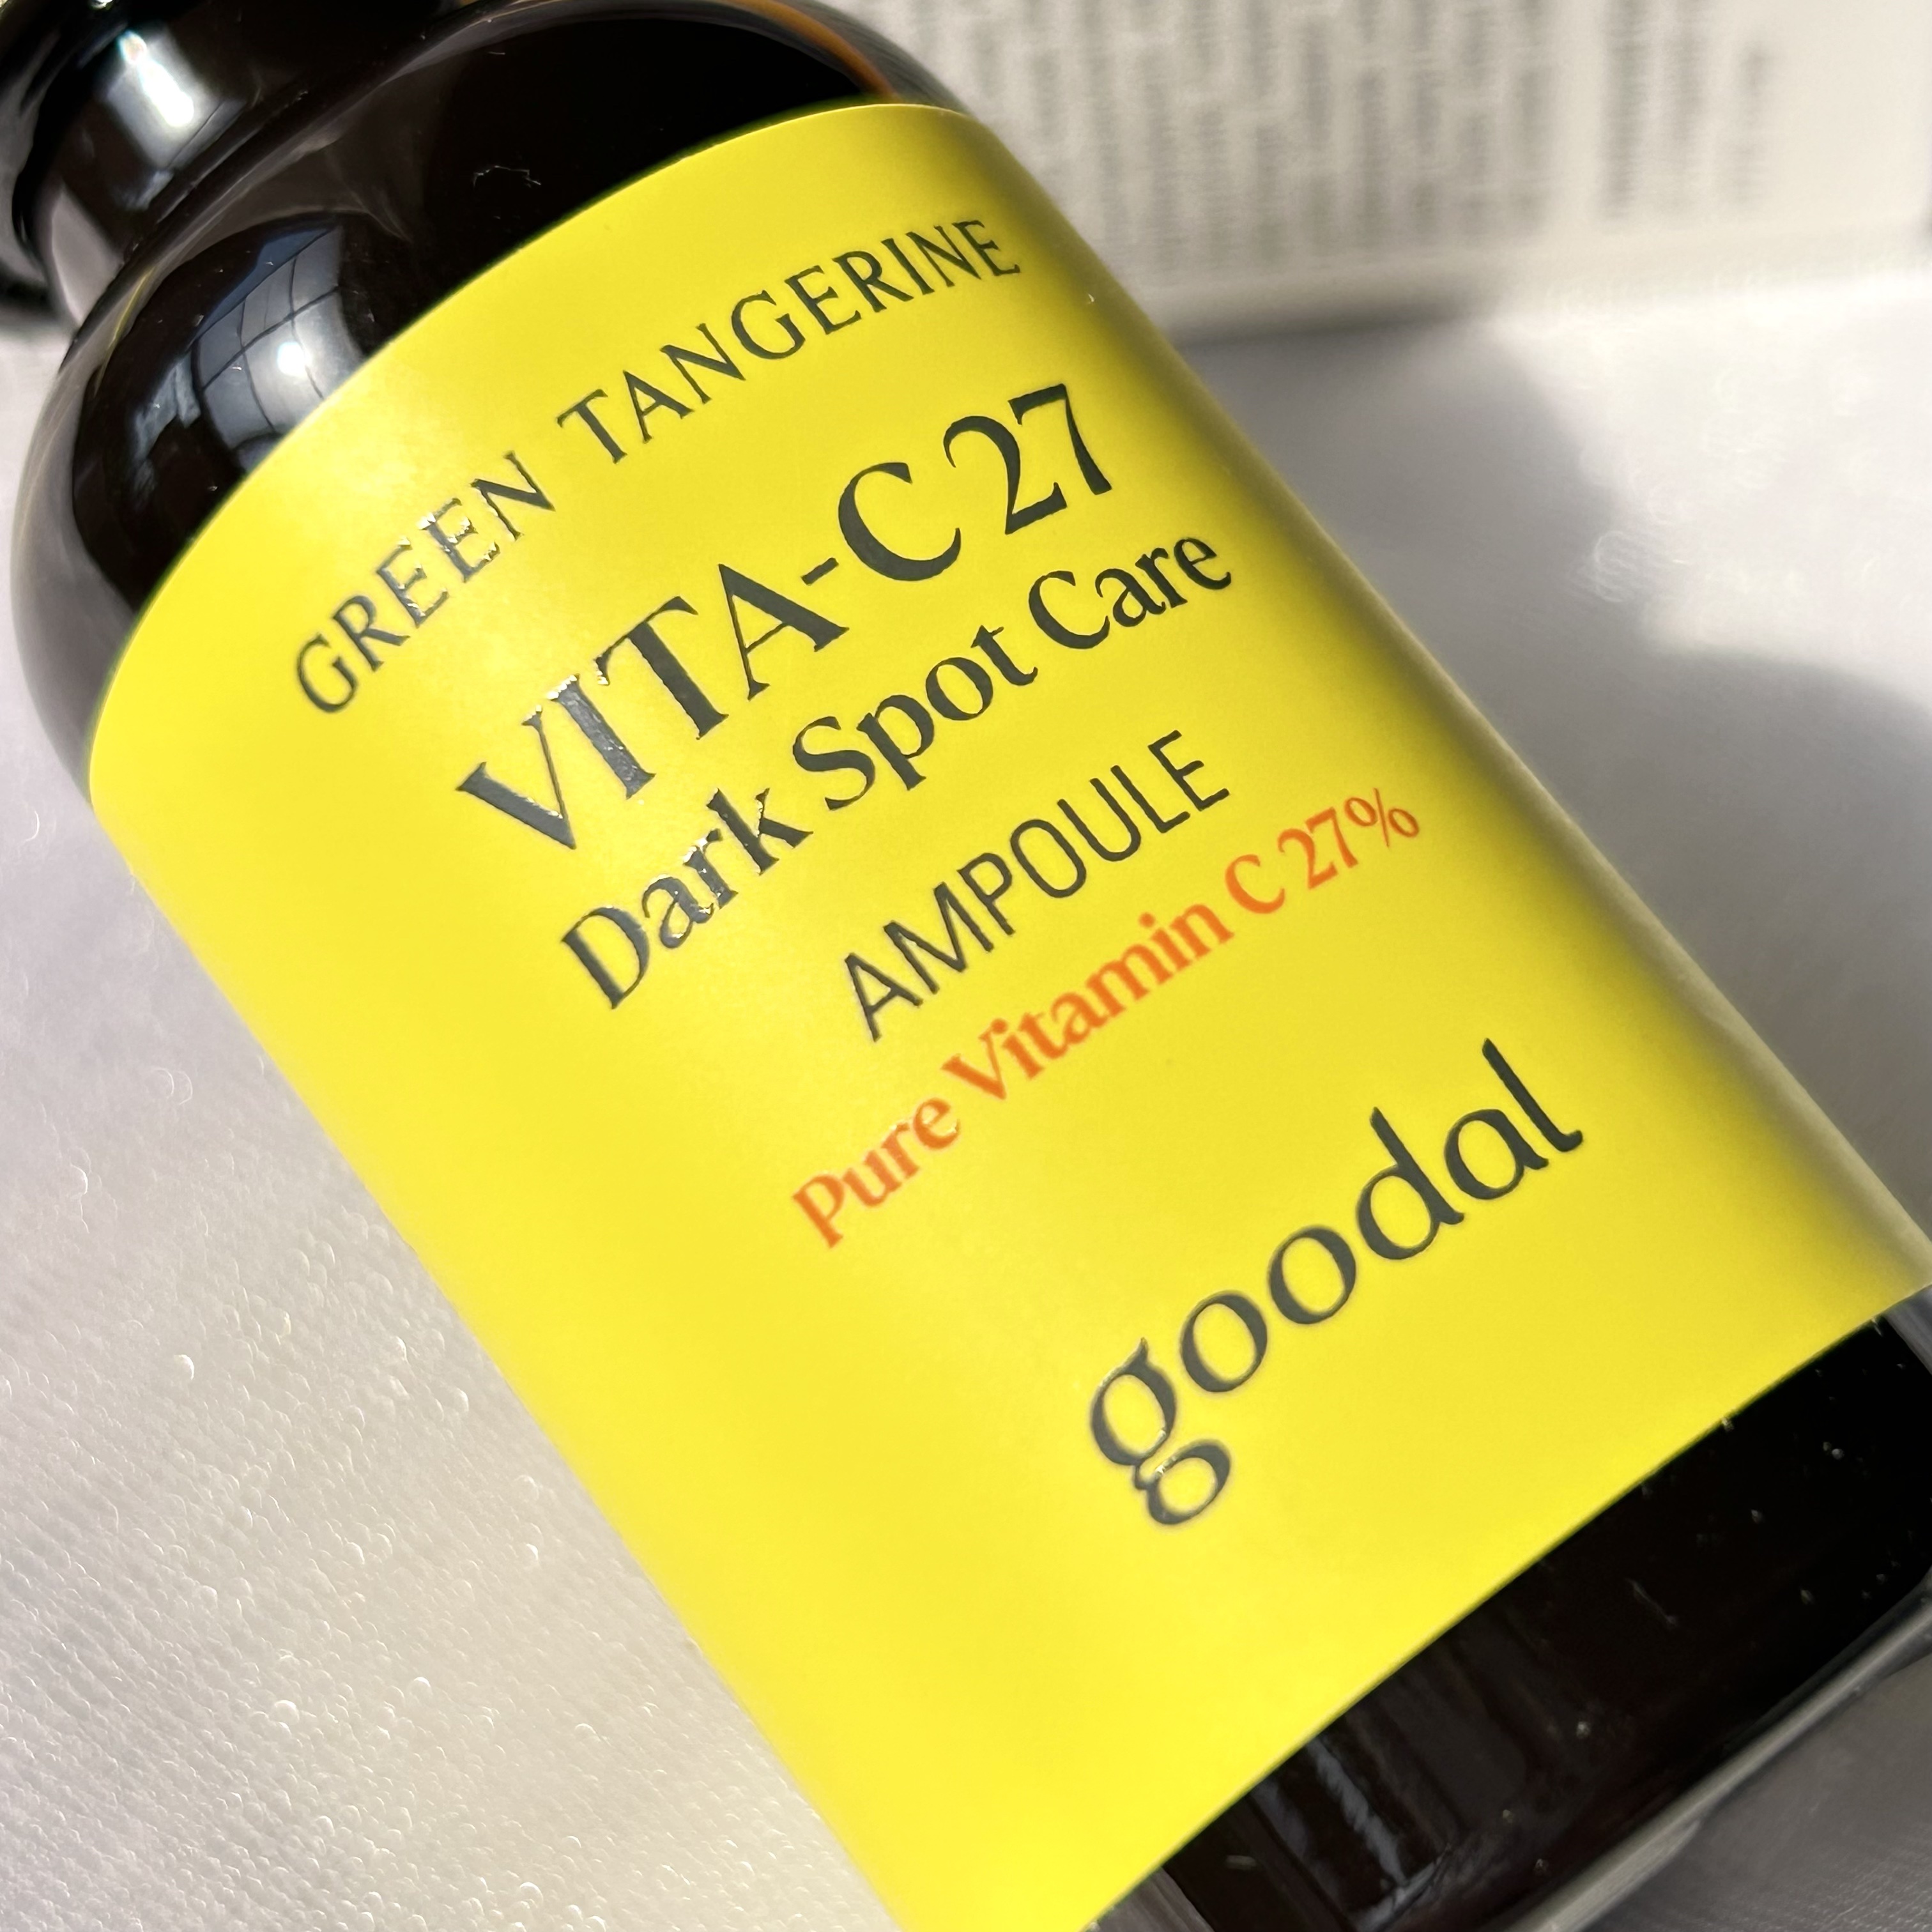 GREEN TANGERINE
VITA-C 27
Dark Spot Care
AMPOULE
Pure Vitamin C 27%
goodal